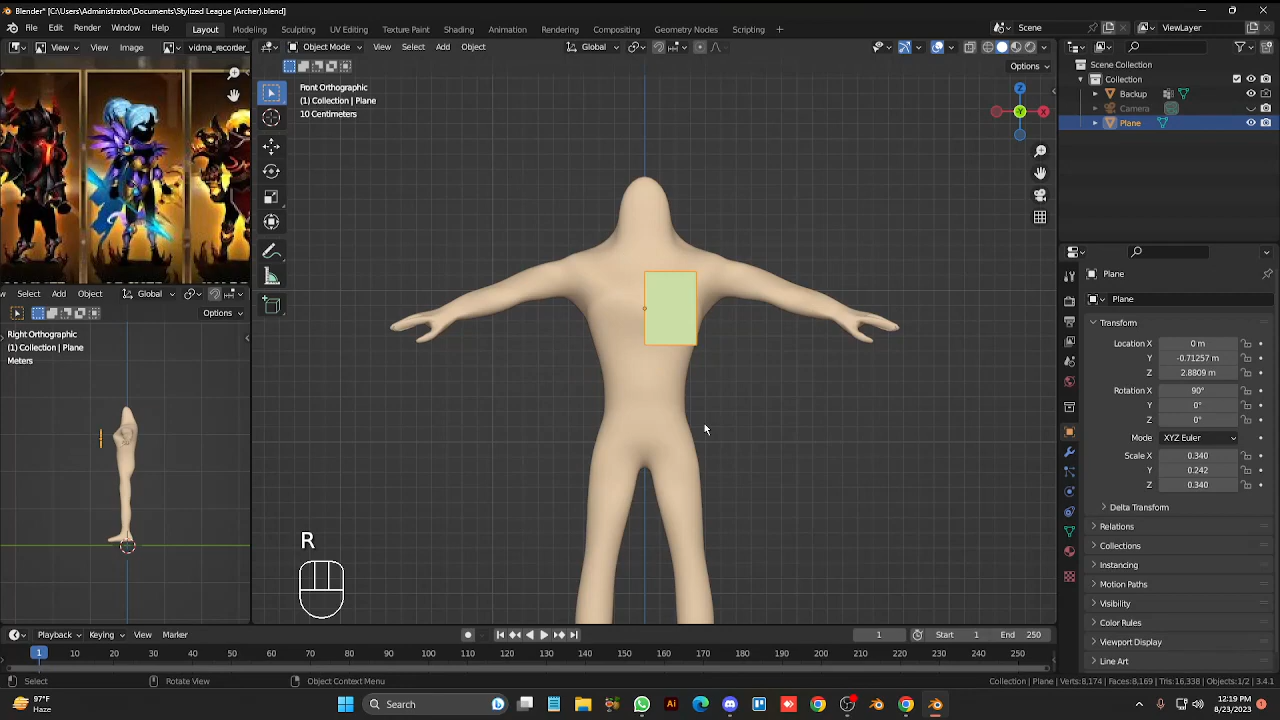 Blender* [C:\Users\Administrator\Documents\Stylized League (Archer).blend]
File Edit Render Window Help Layout Modeling Sculpting UV Editing Texture Paint Shading Animation Rendering Compositing Geometry Nodes Scripting + Scene ViewLayer
View View Image vidma_recorder_
Object Mode View Select Add Object Global
Options
Front Orthographic
(1) Collection | Plane
10 Centimeters
Scene Collection
Collection
Backup
Camera
Plane
Select Add Object Global
Options
Right Orthographic
(1) Collection | Plane
Meters
R
Plane
Plane
Transform
Location X 0 m
Y -0.71257 m
Z 2.8809 m
Rotation X 90°
Y 0°
Z 0°
Mode XYZ Euler
Scale X 0.340
Y 0.242
Z 0.340
Delta Transform
Relations
Collections
Instancing
Motion Paths
Visibility
Color Rules
Viewport Display
Line Art
Playback Keying View Marker 1 Start 1 End 250
1 10 20 30 40 50 60 70 80 90 100 110 120 130 140 150 160 170 180 190 200 210 220 230 240 250
Select Rotate View Object Context Menu Collection | Plane | Verts:8,174 | Faces:8,169 | Tris:16,338 | Objects:1/2 | 3.4.1
97°F
Haze
Search
12:19 PM
8/23/2023